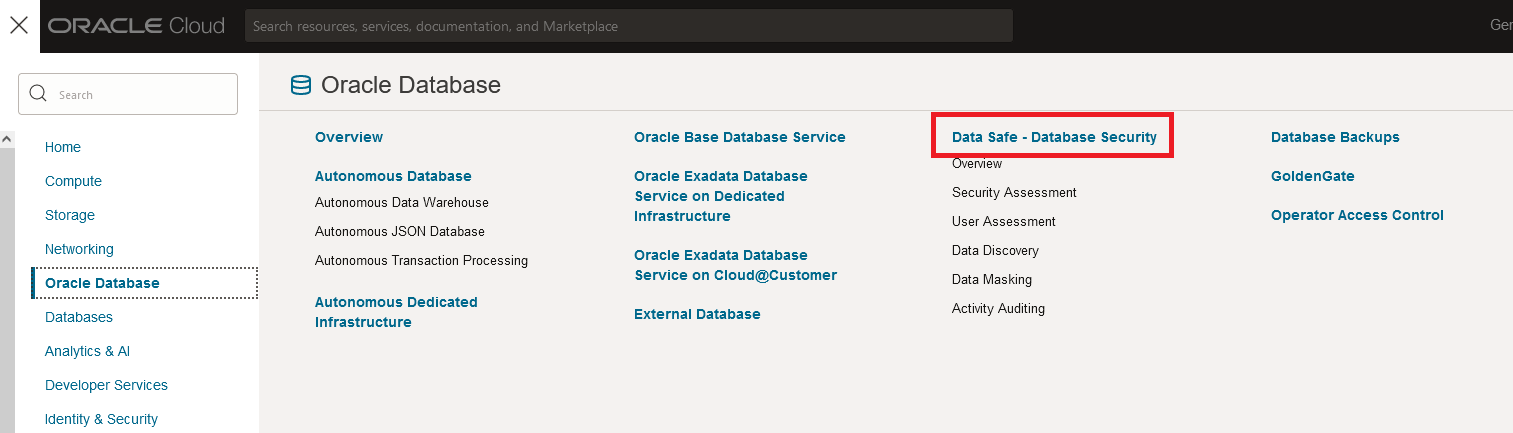 ORACLE Cloud
Search resources, services, documentation, and Marketplace
Ger
Search
Home
Compute
Storage
Networking
Oracle Database
Databases
Analytics & AI
Developer Services
Identity & Security
Oracle Database
Overview
Autonomous Database
Autonomous Data Warehouse
Autonomous JSON Database
Autonomous Transaction Processing
Autonomous Dedicated
Infrastructure
Oracle Base Database Service
Oracle Exadata Database
Service on Dedicated
Infrastructure
Oracle Exadata Database
Service on Cloud@Customer
External Database
Data Safe - Database Security
Overview
Security Assessment
User Assessment
Data Discovery
Data Masking
Activity Auditing
Database Backups
GoldenGate
Operator Access Control